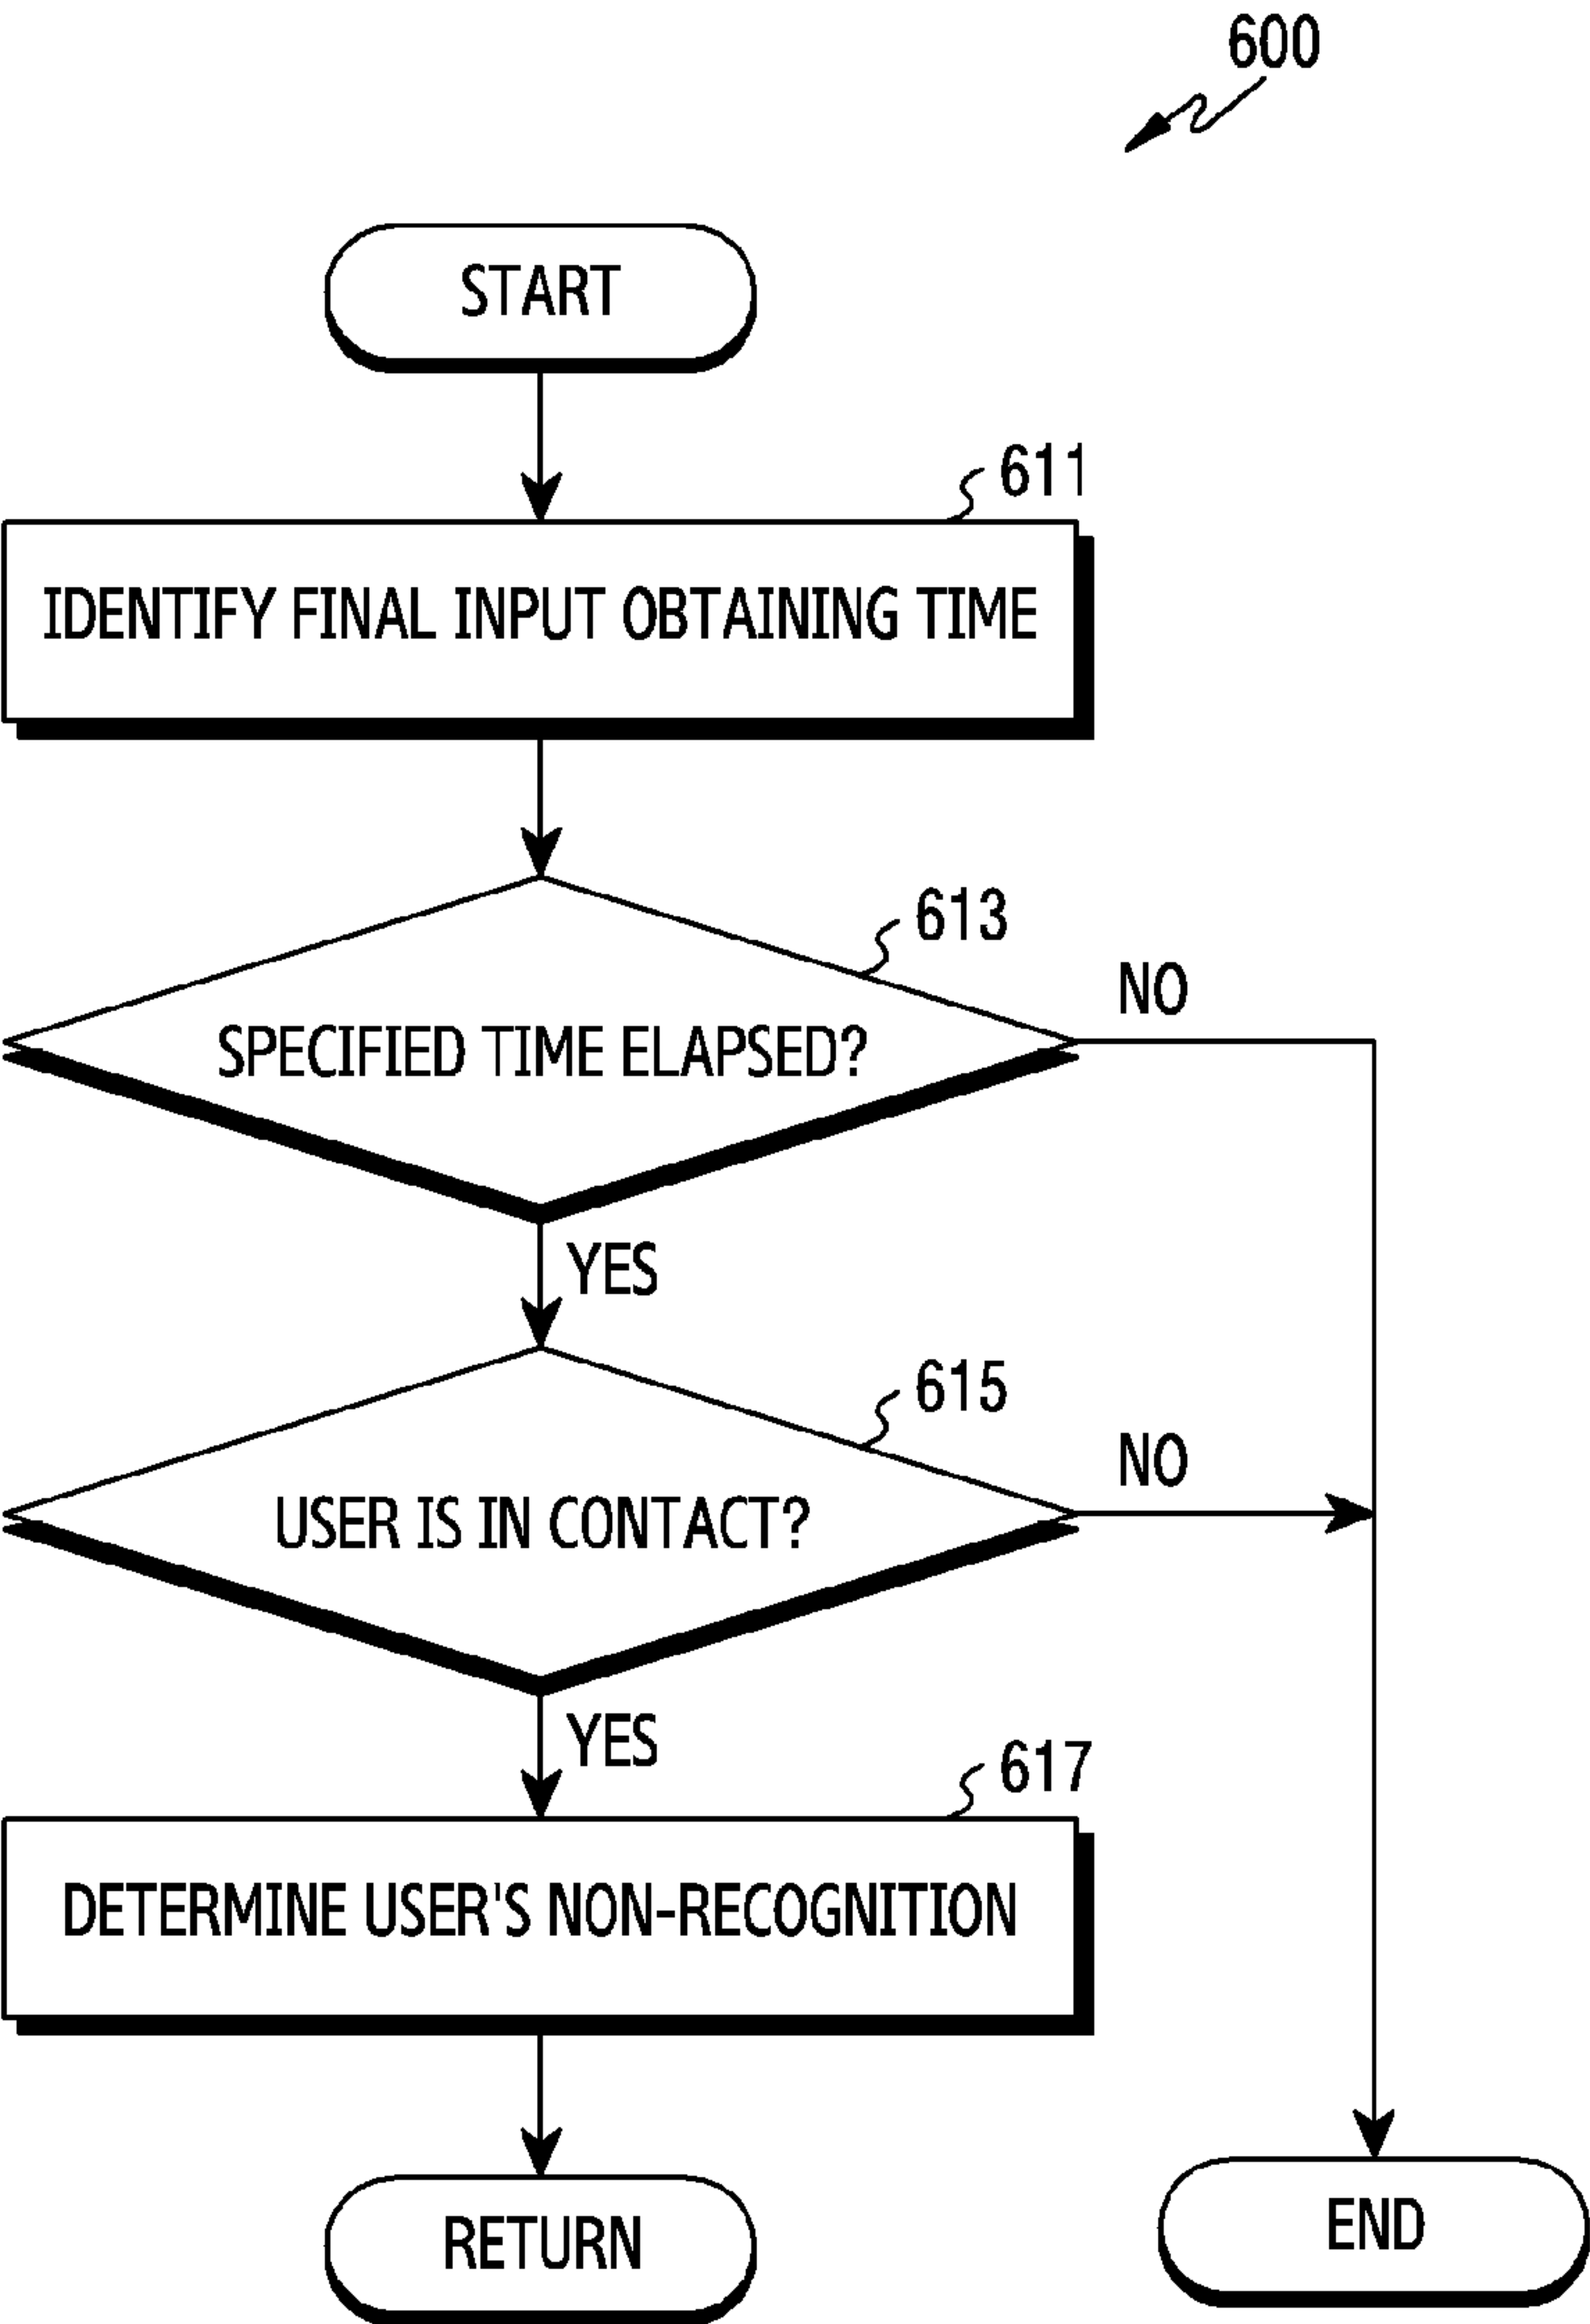 600
START
611
IDENTIFY FINAL INPUT OBTAINING TIME
613
NO
SPECIFIED TIME ELAPSED?
YES
615
NO
USER IS IN CONTACT?
YES
617
DETERMINE USER'S NON-RECOGNITION
RETURN
END